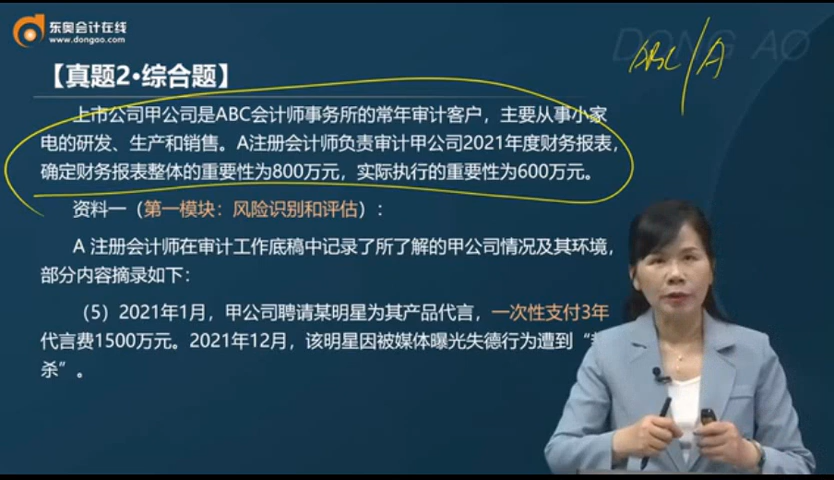 东奥会计在线
www.dongao.com
DONG AO
ABC/A
【真题2·综合题】
上市公司甲公司是ABC会计师事务所的常年审计客户，主要从事小家
电的研发、生产和销售。A注册会计师负责审计甲公司2021年度财务报表，
确定财务报表整体的重要性为800万元，实际执行的重要性为600万元。
资料一（第一模块：风险识别和评估）：
A 注册会计师在审计工作底稿中记录了所了解的甲公司情况及其环境，
部分内容摘录如下：
（5）2021年1月，甲公司聘请某明星为其产品代言，一次性支付3年
代言费1500万元。2021年12月，该明星因被媒体曝光失德行为遭到“
杀”。